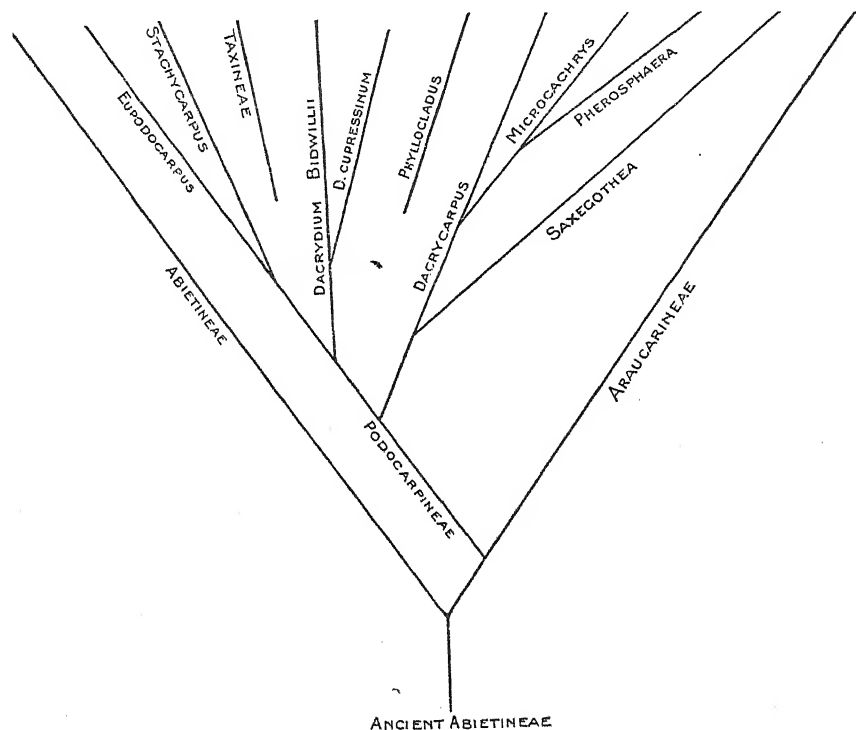 EUPODOCARPUS
STACHYCARPUS
TAXINEAE
DACRYDIUM BIDWILLII
D. CUPRESSINUM
PHYLLOCLADUS
DACRYCARPUS
MICROCACHRYS
PHEROSPHAERA
SAXEGOTHEA
ABIETINEAE
ARAUCARINEAE
PODOCARPINEAE
ANCIENT ABIETINEAE